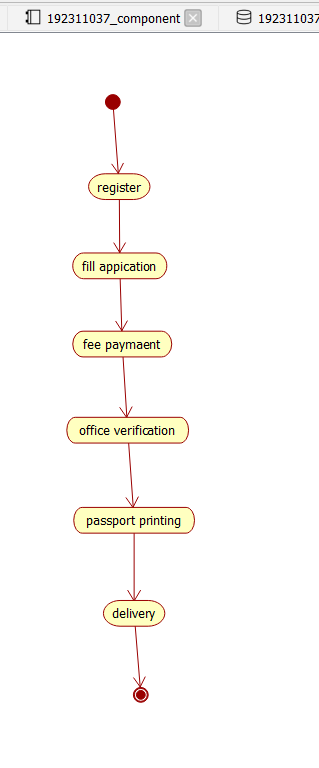 192311037_component
192311037
register
fill appication
fee paymaent
office verification
passport printing
delivery